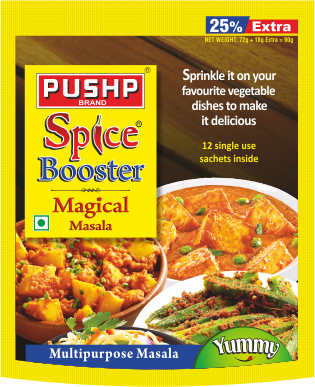 25% Extra
NET WEIGHT: 72g + 18g Extra = 90g
PUSHP®
BRAND
Sprinkle it on your
favourite vegetable
dishes to make
it delicious
12 single use
sachets inside
Spice®
Booster
Magical
Masala
Multipurpose Masala
Yummy